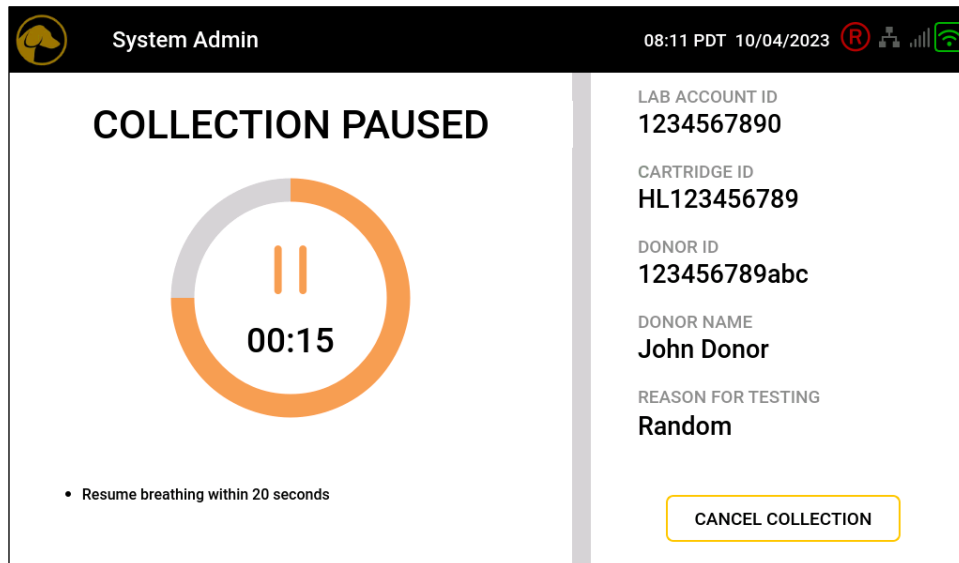 System Admin
08:11 PDT 10/04/2023 R
COLLECTION PAUSED
00:15
• Resume breathing within 20 seconds
LAB ACCOUNT ID
1234567890
CARTRIDGE ID
HL123456789
DONOR ID
123456789abc
DONOR NAME
John Donor
REASON FOR TESTING
Random
CANCEL COLLECTION